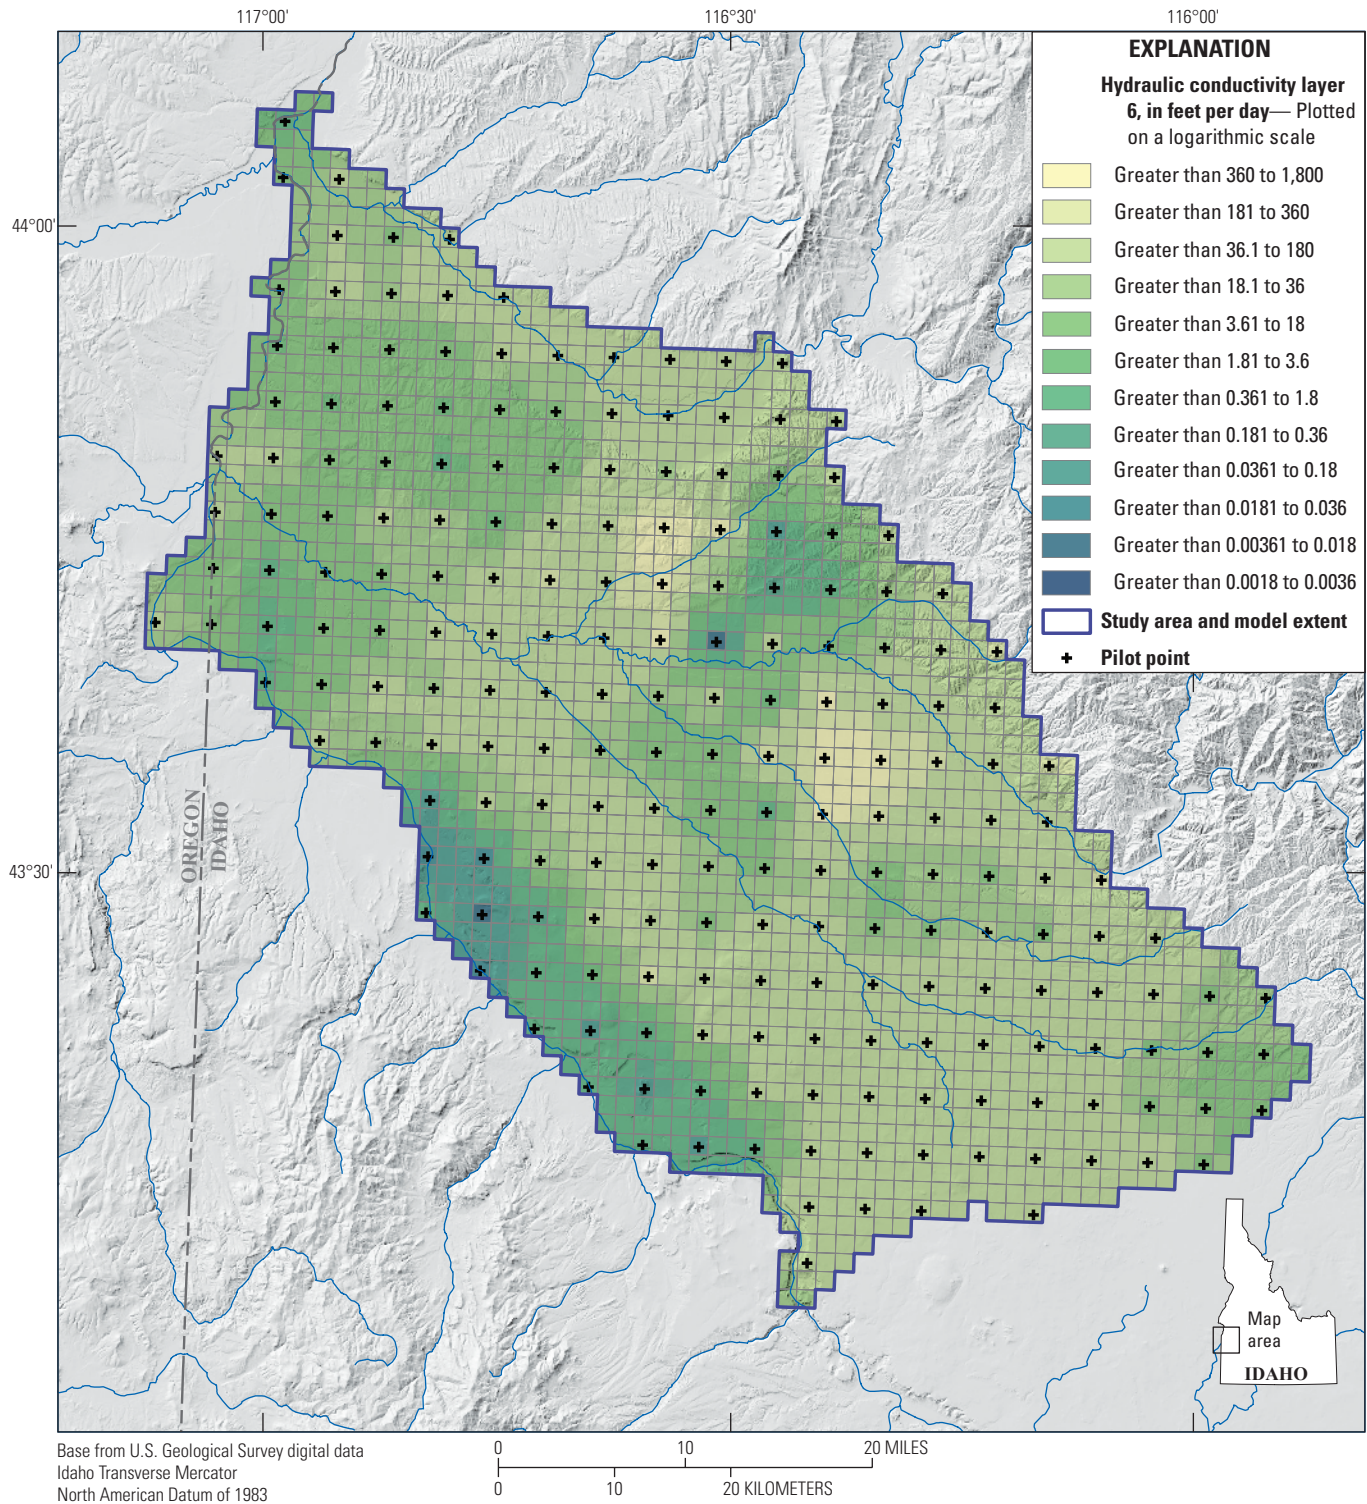 117°00'
116°30'
116°00'
44°00'
43°30'
EXPLANATION
Hydraulic conductivity layer
6, in feet per day— Plotted
on a logarithmic scale
Greater than 360 to 1,800
Greater than 181 to 360
Greater than 36.1 to 180
Greater than 18.1 to 36
Greater than 3.61 to 18
Greater than 1.81 to 3.6
Greater than 0.361 to 1.8
Greater than 0.181 to 0.36
Greater than 0.0361 to 0.18
Greater than 0.0181 to 0.036
Greater than 0.00361 to 0.018
Greater than 0.0018 to 0.0036
Study area and model extent
Pilot point
OREGON
IDAHO
Map
area
IDAHO
Base from U.S. Geological Survey digital data
Idaho Transverse Mercator
North American Datum of 1983
0 10 20 MILES
0 10 20 KILOMETERS